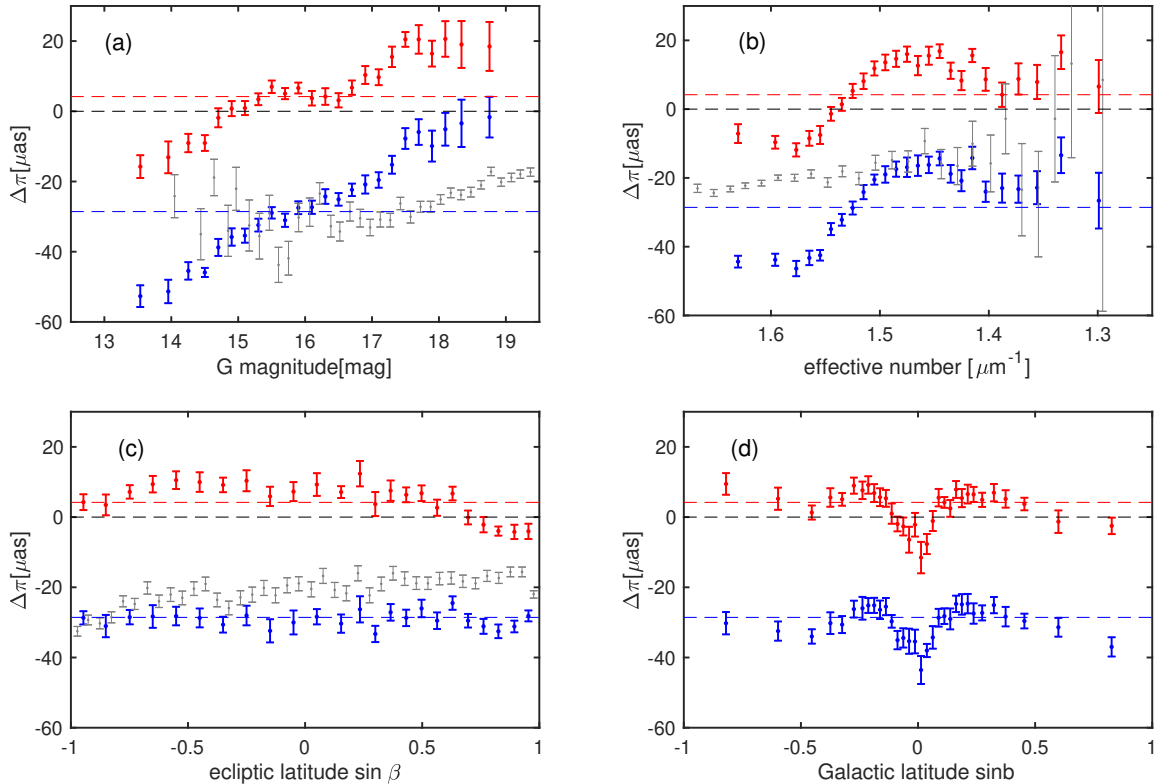 (a)
20
0
-20
-40
-60
Δπ[μas]
13 14 15 16 17 18 19
G magnitude[mag]
(b)
20
0
-20
-40
-60
Δπ[μas]
1.6 1.5 1.4 1.3
effective number [μm⁻¹]
(c)
20
0
-20
-40
-60
Δπ[μas]
-1 -0.5 0 0.5 1
ecliptic latitude sin β
(d)
20
0
-20
-40
-60
Δπ[μas]
-1 -0.5 0 0.5 1
Galactic latitude sinb